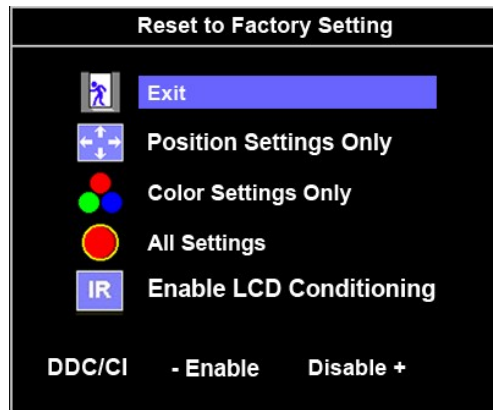 Reset to Factory Setting
Exit
Position Settings Only
Color Settings Only
All Settings
IR Enable LCD Conditioning
DDC/CI - Enable Disable +